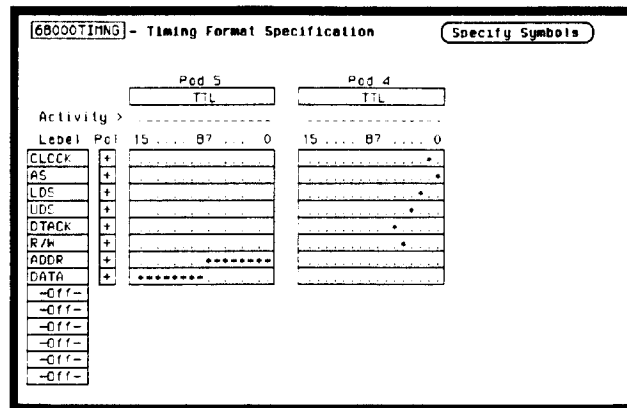 68000TIMNG - Timing Format Specification Specify Symbols
Pod 5 Pod 4
TTL TTL
Activity >
Label Pol 15 .... 87 .... 0 15 .... 87 .... 0
CLOCK +
AS +
LDS +
UDS +
DTACK +
R/W +
ADDR +
DATA +
-Off-
-Off-
-Off-
-Off-
-Off-
-Off-